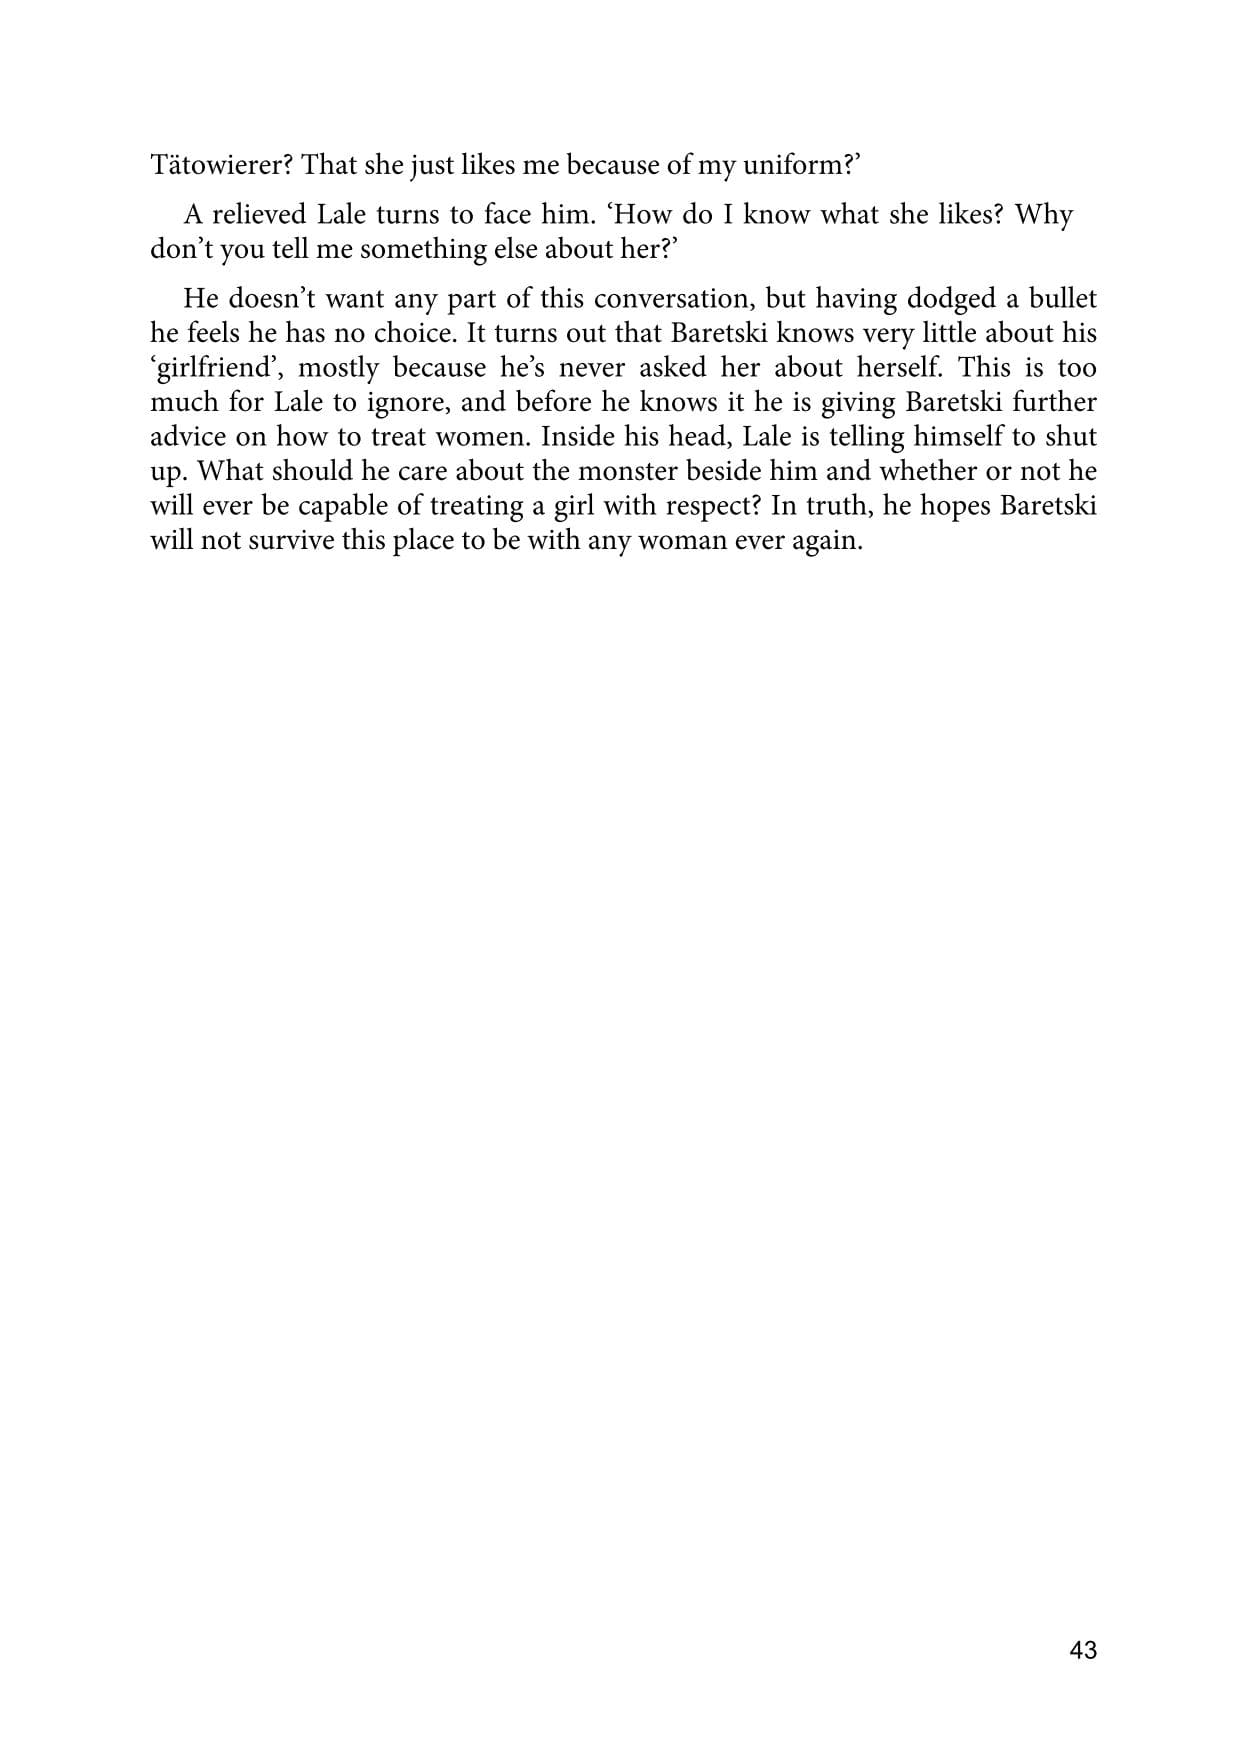 Tätowierer? That she just likes me because of my uniform?’
A relieved Lale turns to face him. ‘How do I know what she likes? Why
don’t you tell me something else about her?’
He doesn’t want any part of this conversation, but having dodged a bullet
he feels he has no choice. It turns out that Baretski knows very little about his
‘girlfriend’, mostly because he’s never asked her about herself. This is too
much for Lale to ignore, and before he knows it he is giving Baretski further
advice on how to treat women. Inside his head, Lale is telling himself to shut
up. What should he care about the monster beside him and whether or not he
will ever be capable of treating a girl with respect? In truth, he hopes Baretski
will not survive this place to be with any woman ever again.
43